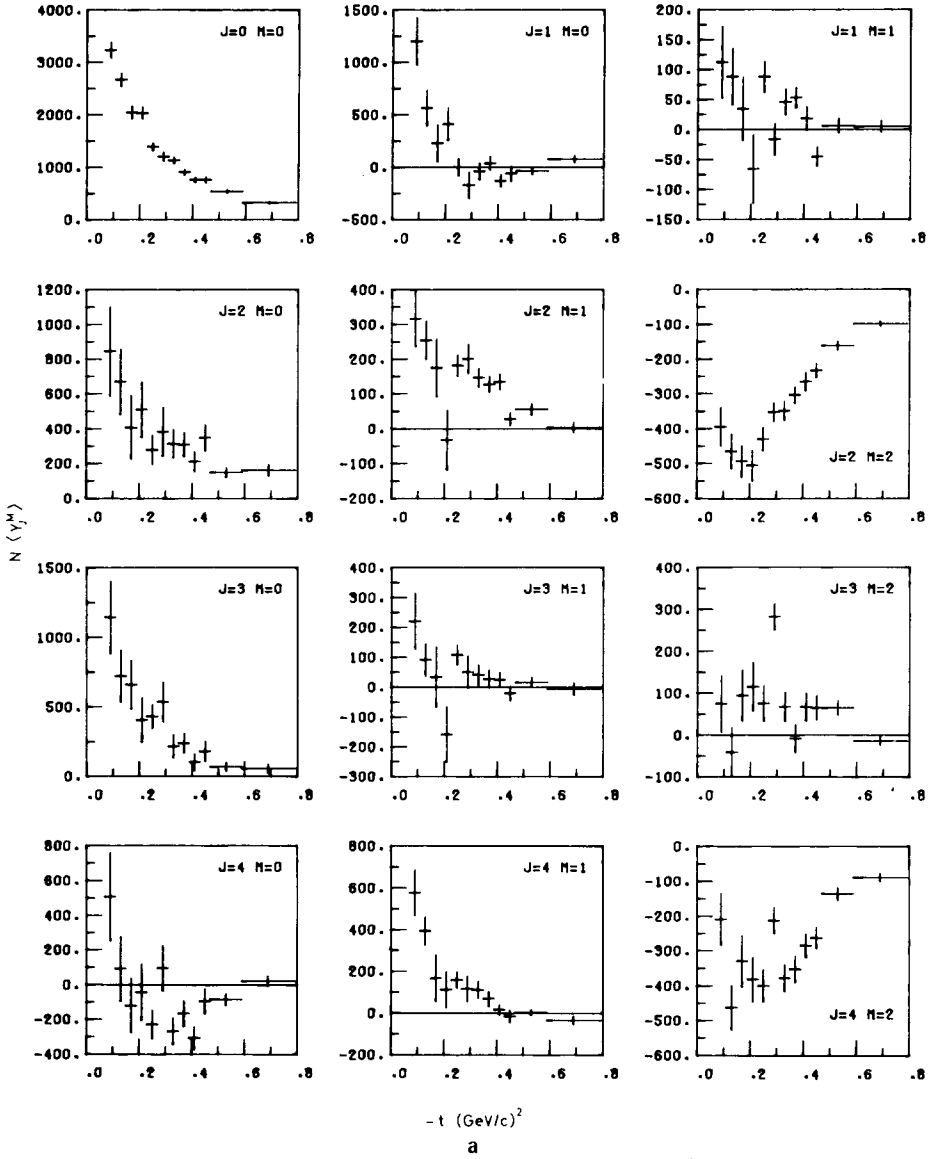 J=0 M=0
4000.
3000.
2000.
1000.
0.
.0 .2 .4 .6 .8
J=1 M=0
1500.
1000.
500.
0.
-500.
.0 .2 .4 .6 .8
J=1 M=1
200.
150.
100.
50.
0.
-50.
-100.
-150.
.0 .2 .4 .6 .8
J=2 M=0
1200.
1000.
800.
600.
400.
200.
0.
.0 .2 .4 .6 .8
J=2 M=1
400.
300.
200.
100.
0.
-100.
-200.
.0 .2 .4 .6 .8
0.
-100.
-200.
-300.
-400.
-500.
-600.
J=2 M=2
.0 .2 .4 .6 .8
N ⟨Y_J^M⟩
J=3 M=0
1500.
1000.
500.
0.
.0 .2 .4 .6 .8
J=3 M=1
400.
300.
200.
100.
0.
-100.
-200.
-300.
.0 .2 .4 .6 .8
J=3 M=2
400.
300.
200.
100.
0.
-100.
.0 .2 .4 .6 .8
J=4 M=0
800.
600.
400.
200.
0.
-200.
-400.
.0 .2 .4 .6 .8
J=4 M=1
800.
600.
400.
200.
0.
-200.
.0 .2 .4 .6 .8
0.
-100.
-200.
-300.
-400.
-500.
-600.
J=4 M=2
.0 .2 .4 .6 .8
-t (GeV/c)²
a